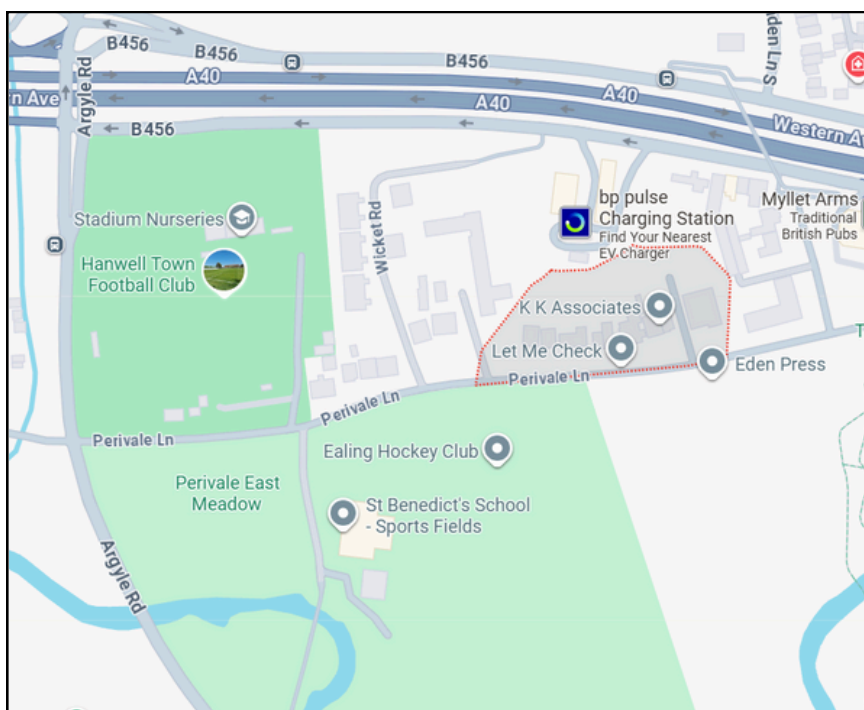 B456
B456
B456
A40
A40
A40
B456
Argyle Rd
n Ave
den Ln S
Western Av
Stadium Nurseries
Hanwell Town
Football Club
Wicket Rd
bp pulse
Charging Station
Find Your Nearest
EV Charger
Myllet Arms
Traditional
British Pubs
K K Associates
Let Me Check
Eden Press
T
Perivale Ln
Perivale Ln
Perivale Ln
Ealing Hockey Club
Perivale East
Meadow
St Benedict's School
- Sports Fields
Argyle Rd